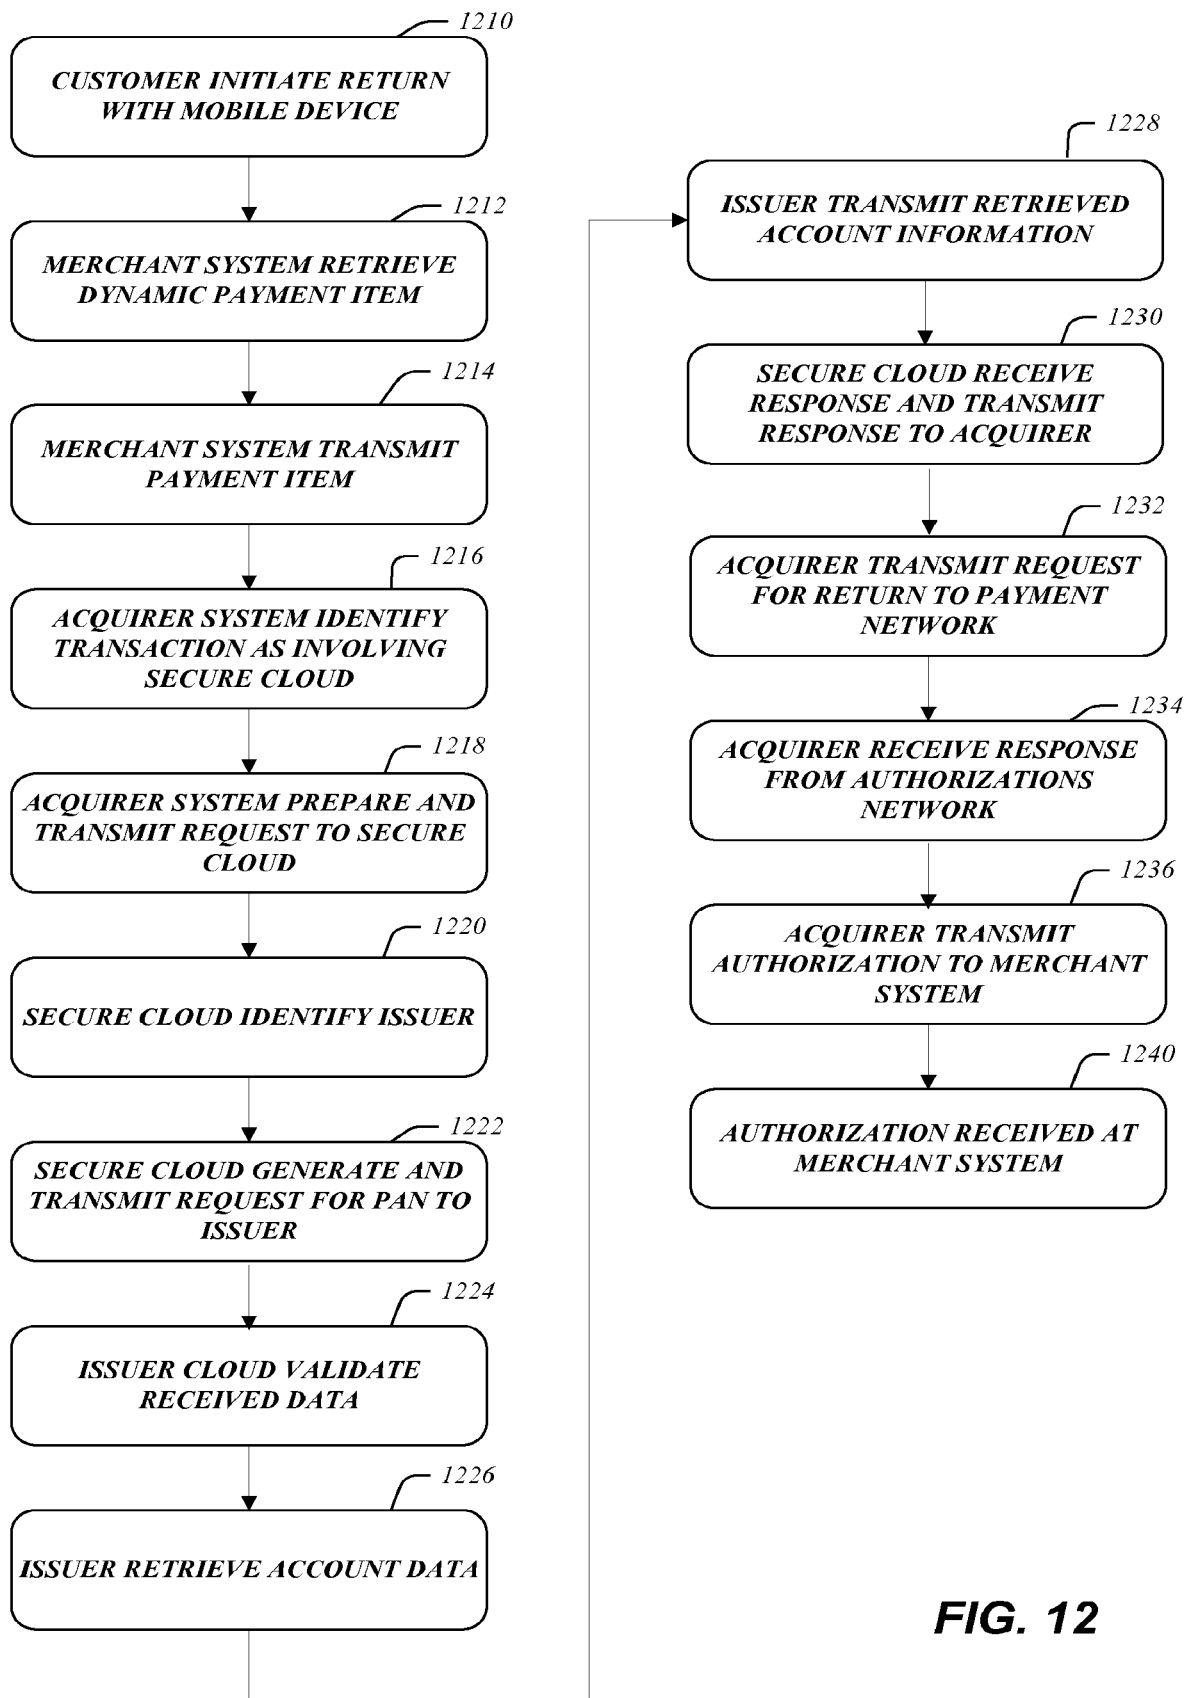 1210
CUSTOMER INITIATE RETURN
WITH MOBILE DEVICE
1212
MERCHANT SYSTEM RETRIEVE
DYNAMIC PAYMENT ITEM
1214
MERCHANT SYSTEM TRANSMIT
PAYMENT ITEM
1216
ACQUIRER SYSTEM IDENTIFY
TRANSACTION AS INVOLVING
SECURE CLOUD
1218
ACQUIRER SYSTEM PREPARE AND
TRANSMIT REQUEST TO SECURE
CLOUD
1220
SECURE CLOUD IDENTIFY ISSUER
1222
SECURE CLOUD GENERATE AND
TRANSMIT REQUEST FOR PAN TO
ISSUER
1224
ISSUER CLOUD VALIDATE
RECEIVED DATA
1226
ISSUER RETRIEVE ACCOUNT DATA
1228
ISSUER TRANSMIT RETRIEVED
ACCOUNT INFORMATION
1230
SECURE CLOUD RECEIVE
RESPONSE AND TRANSMIT
RESPONSE TO ACQUIRER
1232
ACQUIRER TRANSMIT REQUEST
FOR RETURN TO PAYMENT
NETWORK
1234
ACQUIRER RECEIVE RESPONSE
FROM AUTHORIZATIONS
NETWORK
1236
ACQUIRER TRANSMIT
AUTHORIZATION TO MERCHANT
SYSTEM
1240
AUTHORIZATION RECEIVED AT
MERCHANT SYSTEM
FIG. 12